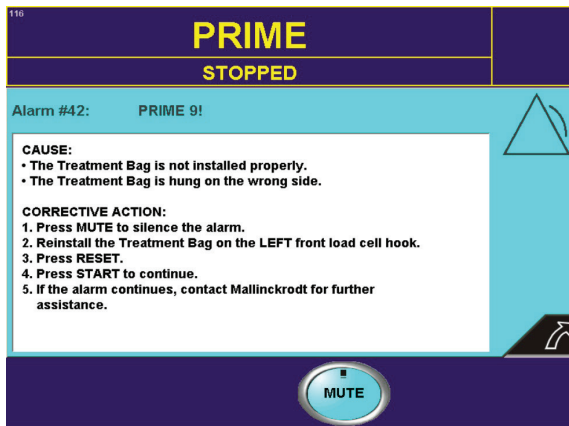 116
PRIME
STOPPED
Alarm #42: PRIME 9!
CAUSE:
• The Treatment Bag is not installed properly.
• The Treatment Bag is hung on the wrong side.
CORRECTIVE ACTION:
1. Press MUTE to silence the alarm.
2. Reinstall the Treatment Bag on the LEFT front load cell hook.
3. Press RESET.
4. Press START to continue.
5. If the alarm continues, contact Mallinckrodt for further
assistance.
MUTE